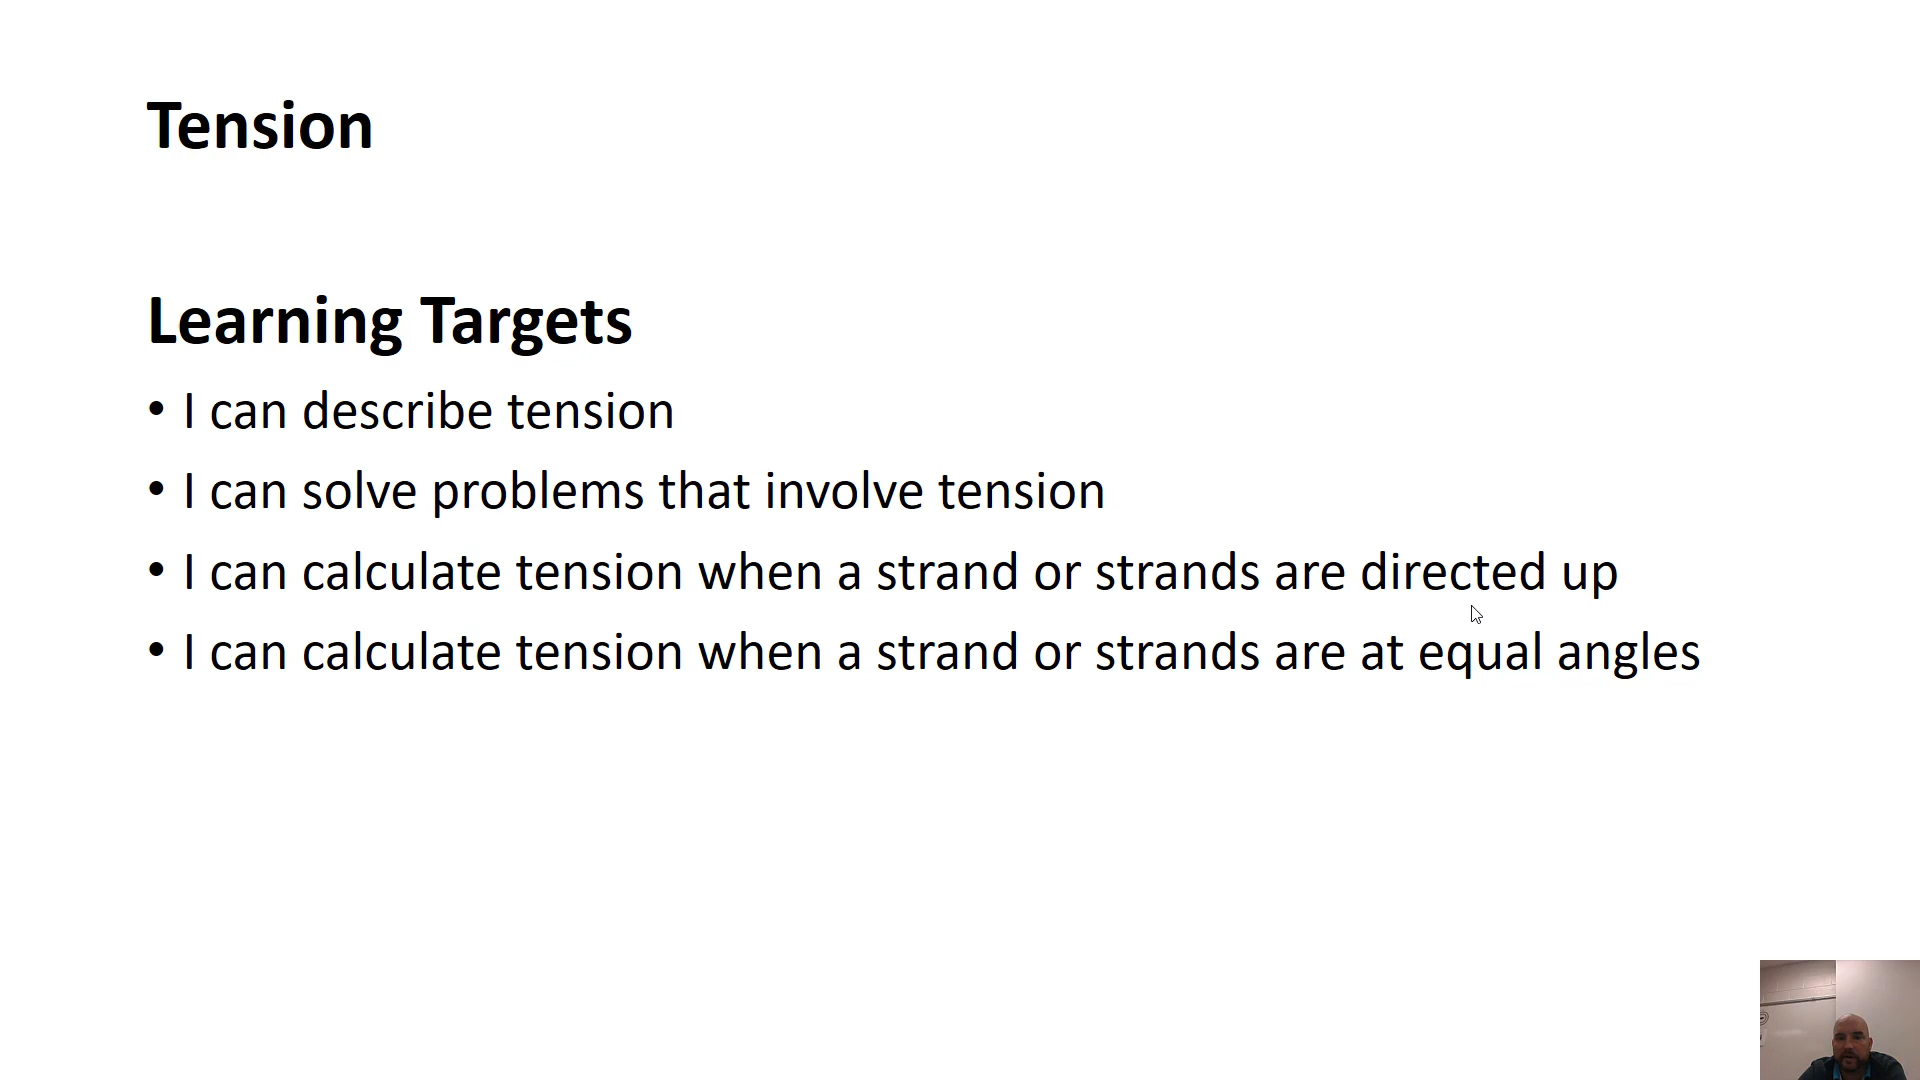 Tension
Learning Targets
• I can describe tension
• I can solve problems that involve tension
• I can calculate tension when a strand or strands are directed up
• I can calculate tension when a strand or strands are at equal angles